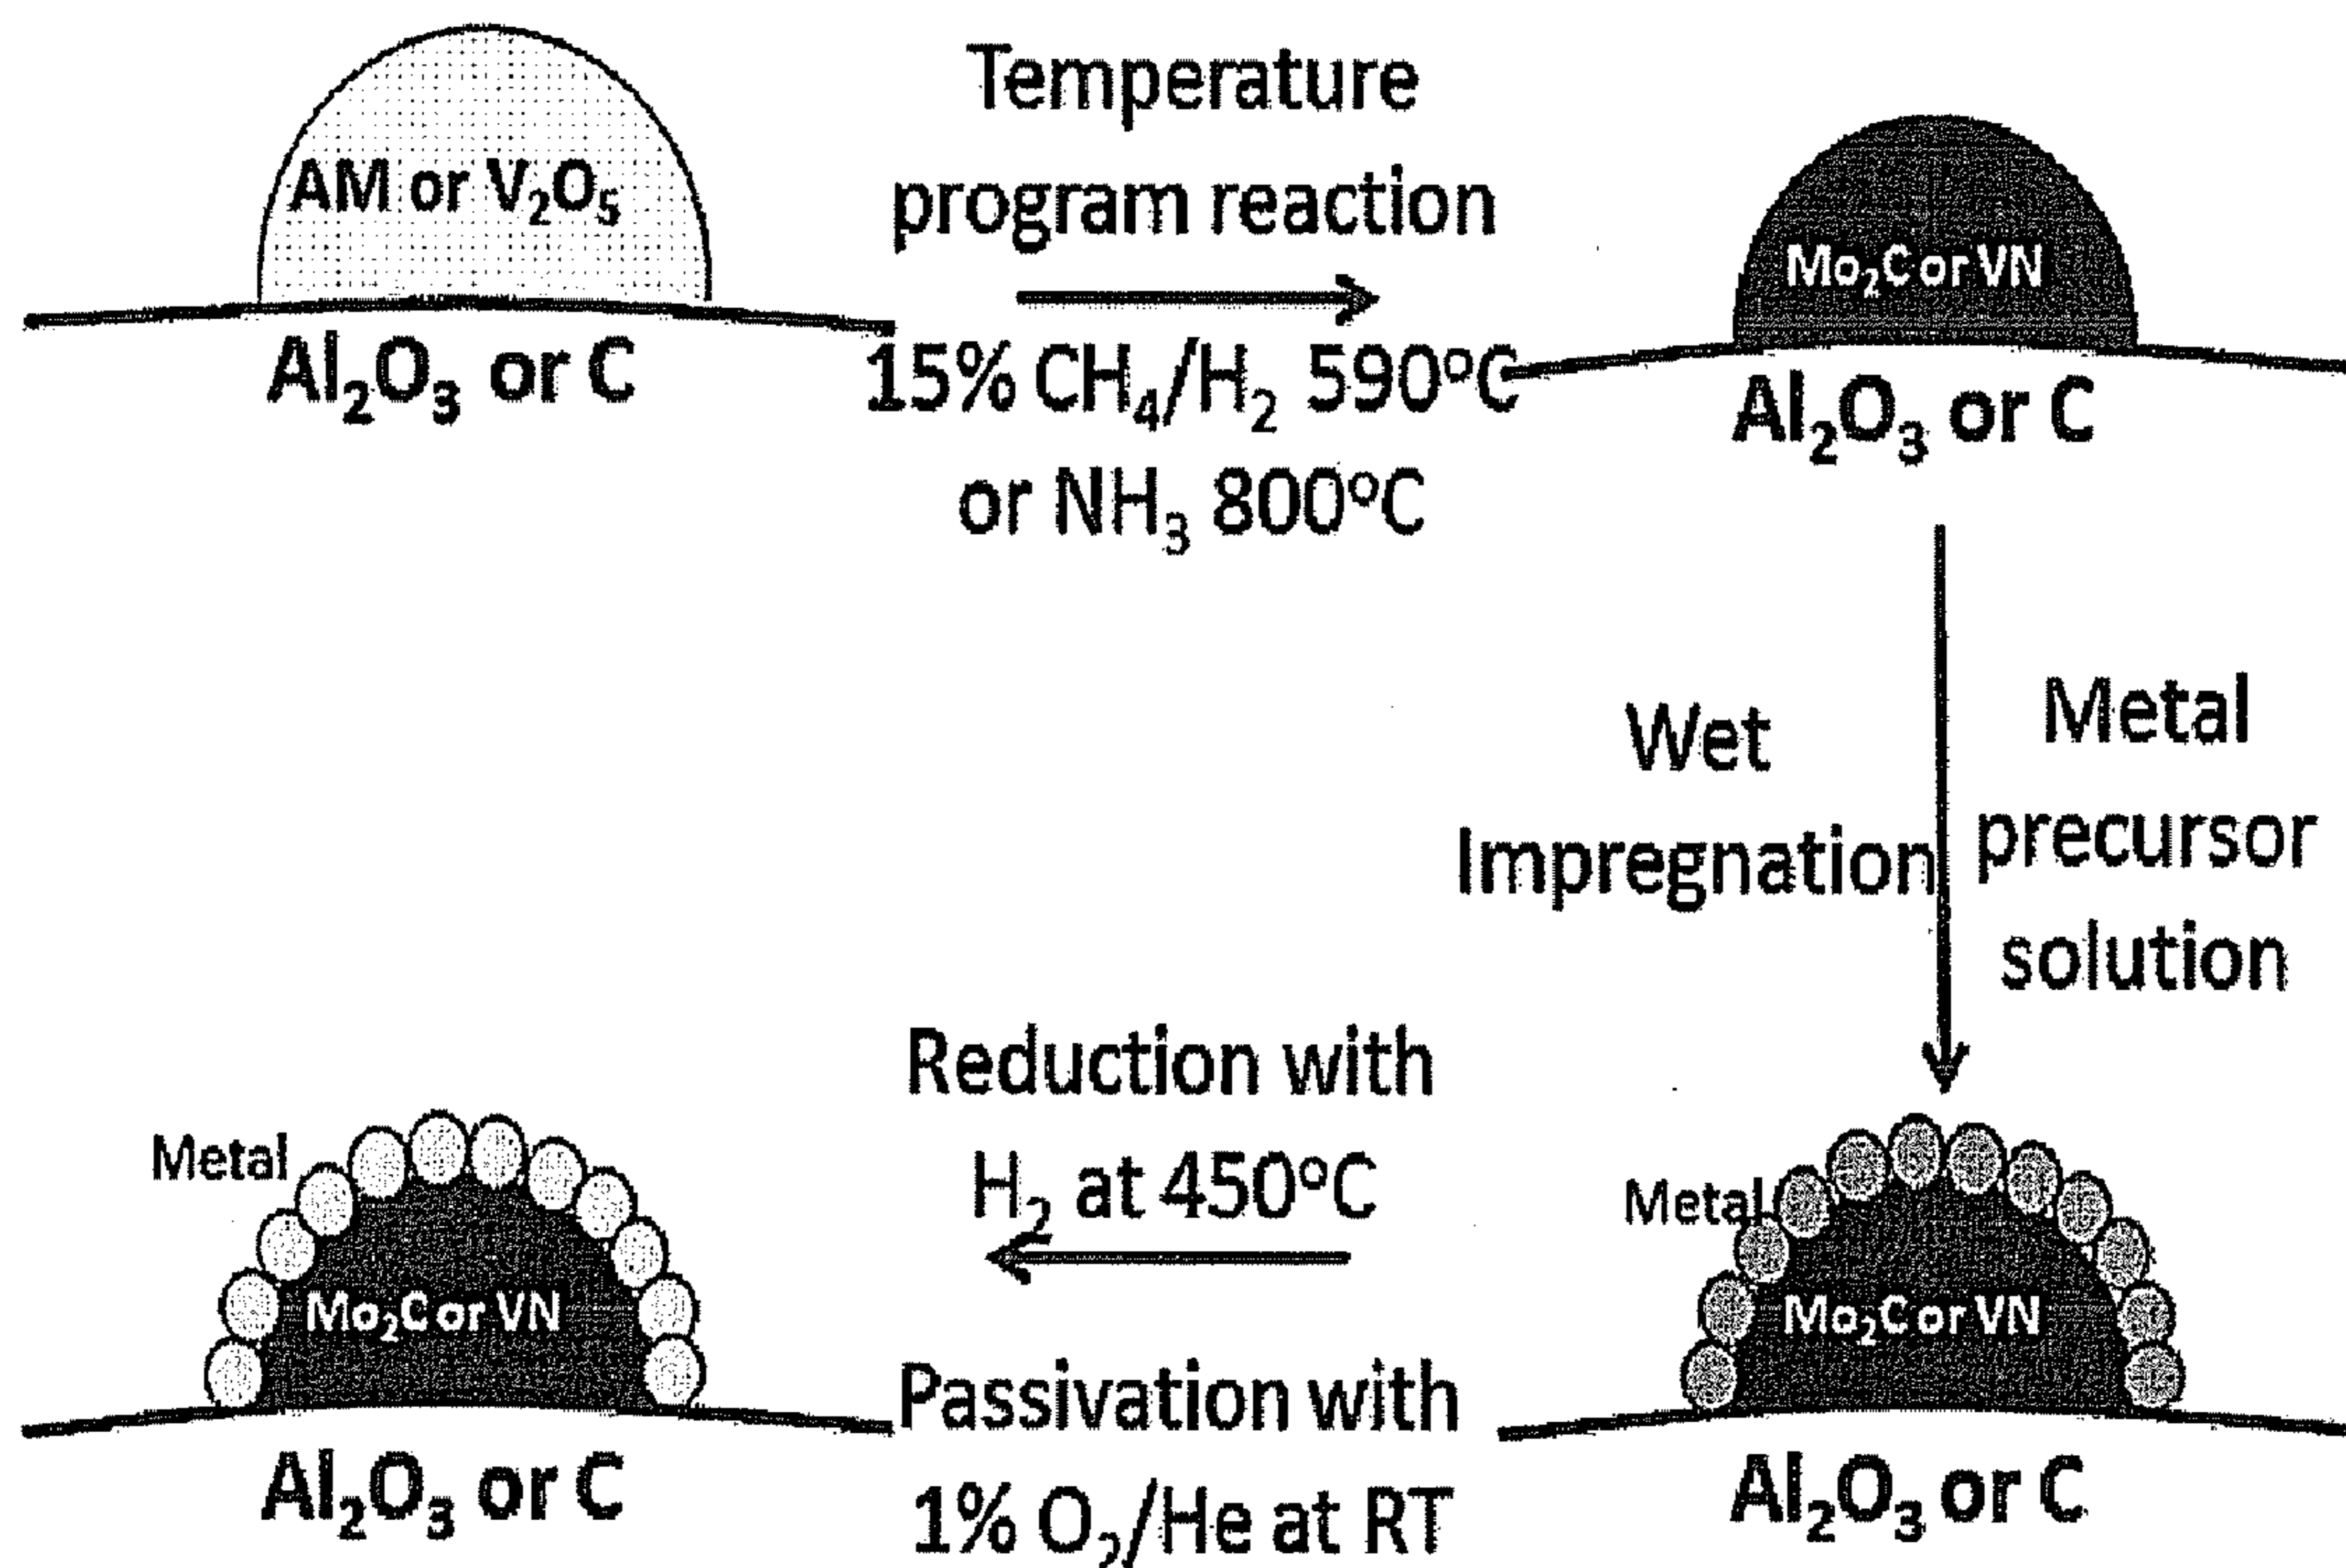 AM or V₂O₅
Al₂O₃ or C
Temperature
program reaction
15% CH₄/H₂ 590°C
or NH₃ 800°C
Mo₂C or VN
Al₂O₃ or C
Wet
Impregnation
Metal
precursor
solution
Metal
Mo₂C or VN
Al₂O₃ or C
Reduction with
H₂ at 450°C
Passivation with
1% O₂/He at RT
Metal
Mo₂C or VN
Al₂O₃ or C